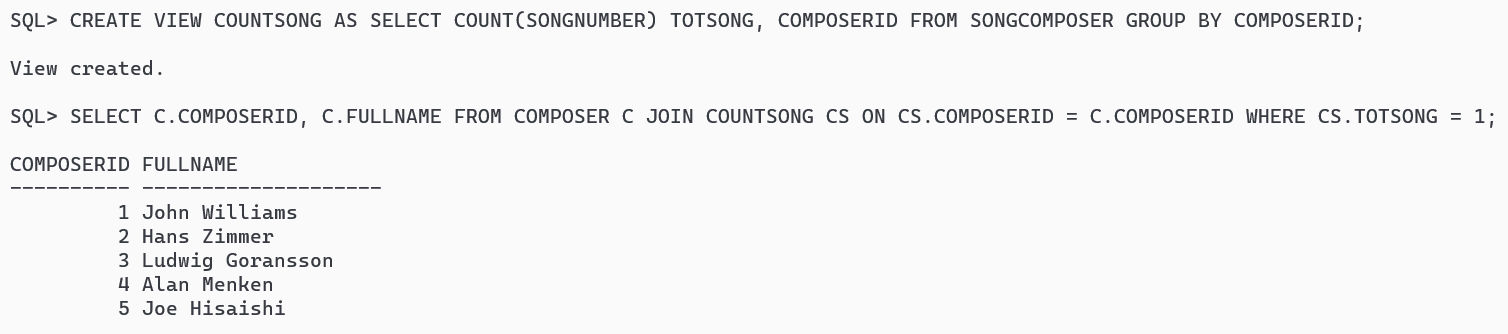 SQL> CREATE VIEW COUNTSONG AS SELECT COUNT(SONGNUMBER) TOTSONG, COMPOSERID FROM SONGCOMPOSER GROUP BY COMPOSERID;
View created.
SQL> SELECT C.COMPOSERID, C.FULLNAME FROM COMPOSER C JOIN COUNTSONG CS ON CS.COMPOSERID = C.COMPOSERID WHERE CS.TOTSONG = 1;
COMPOSERID FULLNAME
---------- --------------------
1 John Williams
2 Hans Zimmer
3 Ludwig Goransson
4 Alan Menken
5 Joe Hisaishi